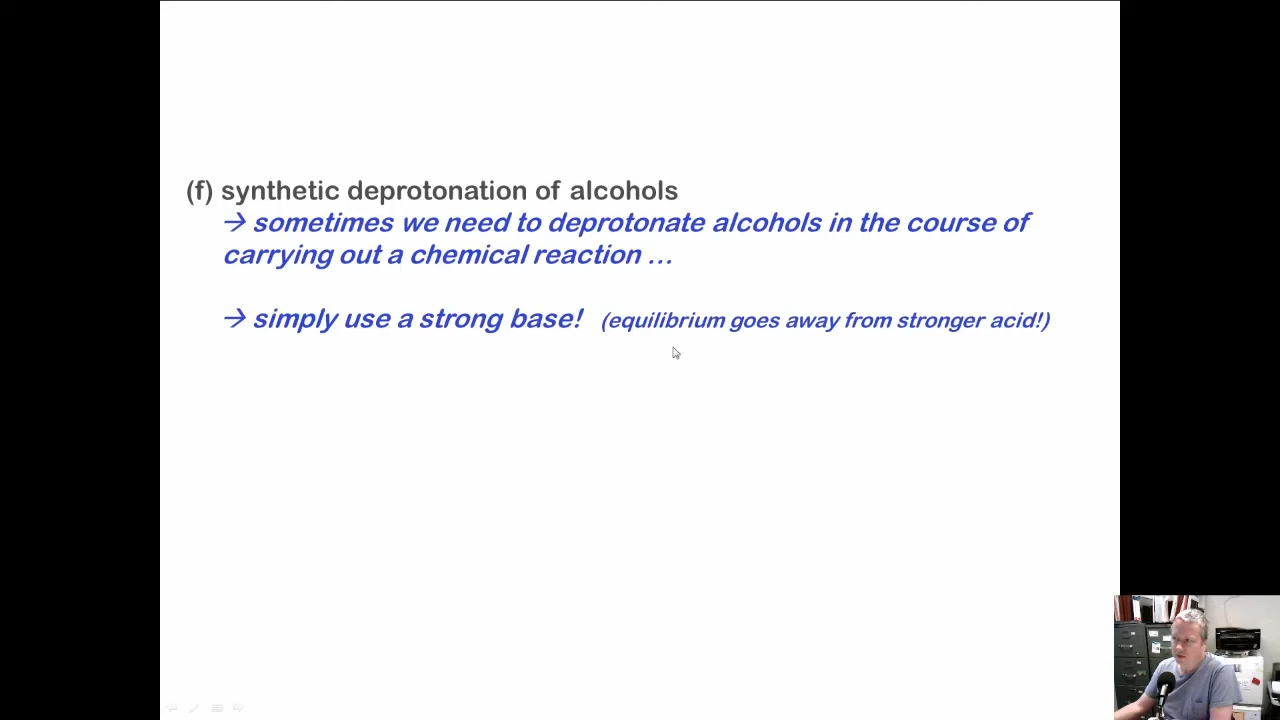 (f) synthetic deprotonation of alcohols
→ sometimes we need to deprotonate alcohols in the course of
carrying out a chemical reaction …
→ simply use a strong base! (equilibrium goes away from stronger acid!)